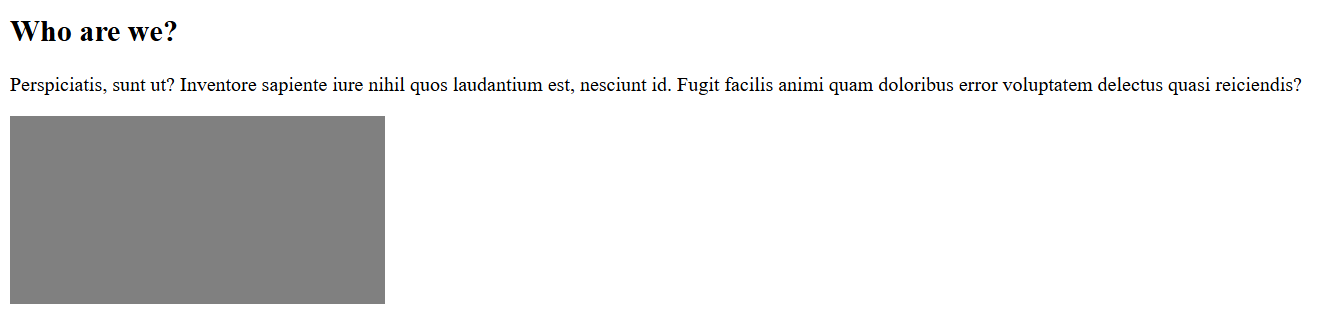 Who are we?
Perspiciatis, sunt ut? Inventore sapiente iure nihil quos laudantium est, nesciunt id. Fugit facilis animi quam doloribus error voluptatem delectus quasi reiciendis?